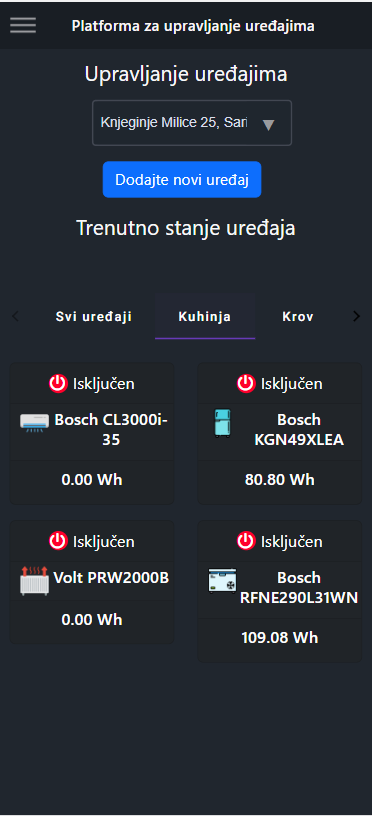 Platforma za upravljanje uređajima
Upravljanje uređajima
Knjeginje Milice 25, Sari
Dodajte novi uređaj
Trenutno stanje uređaja
Svi uređaji
Kuhinja
Krov
Isključen
Bosch CL3000i-
35
0.00 Wh
Isključen
Bosch
KGN49XLEA
80.80 Wh
Isključen
Volt PRW2000B
0.00 Wh
Isključen
Bosch
RFNE290L31WN
109.08 Wh